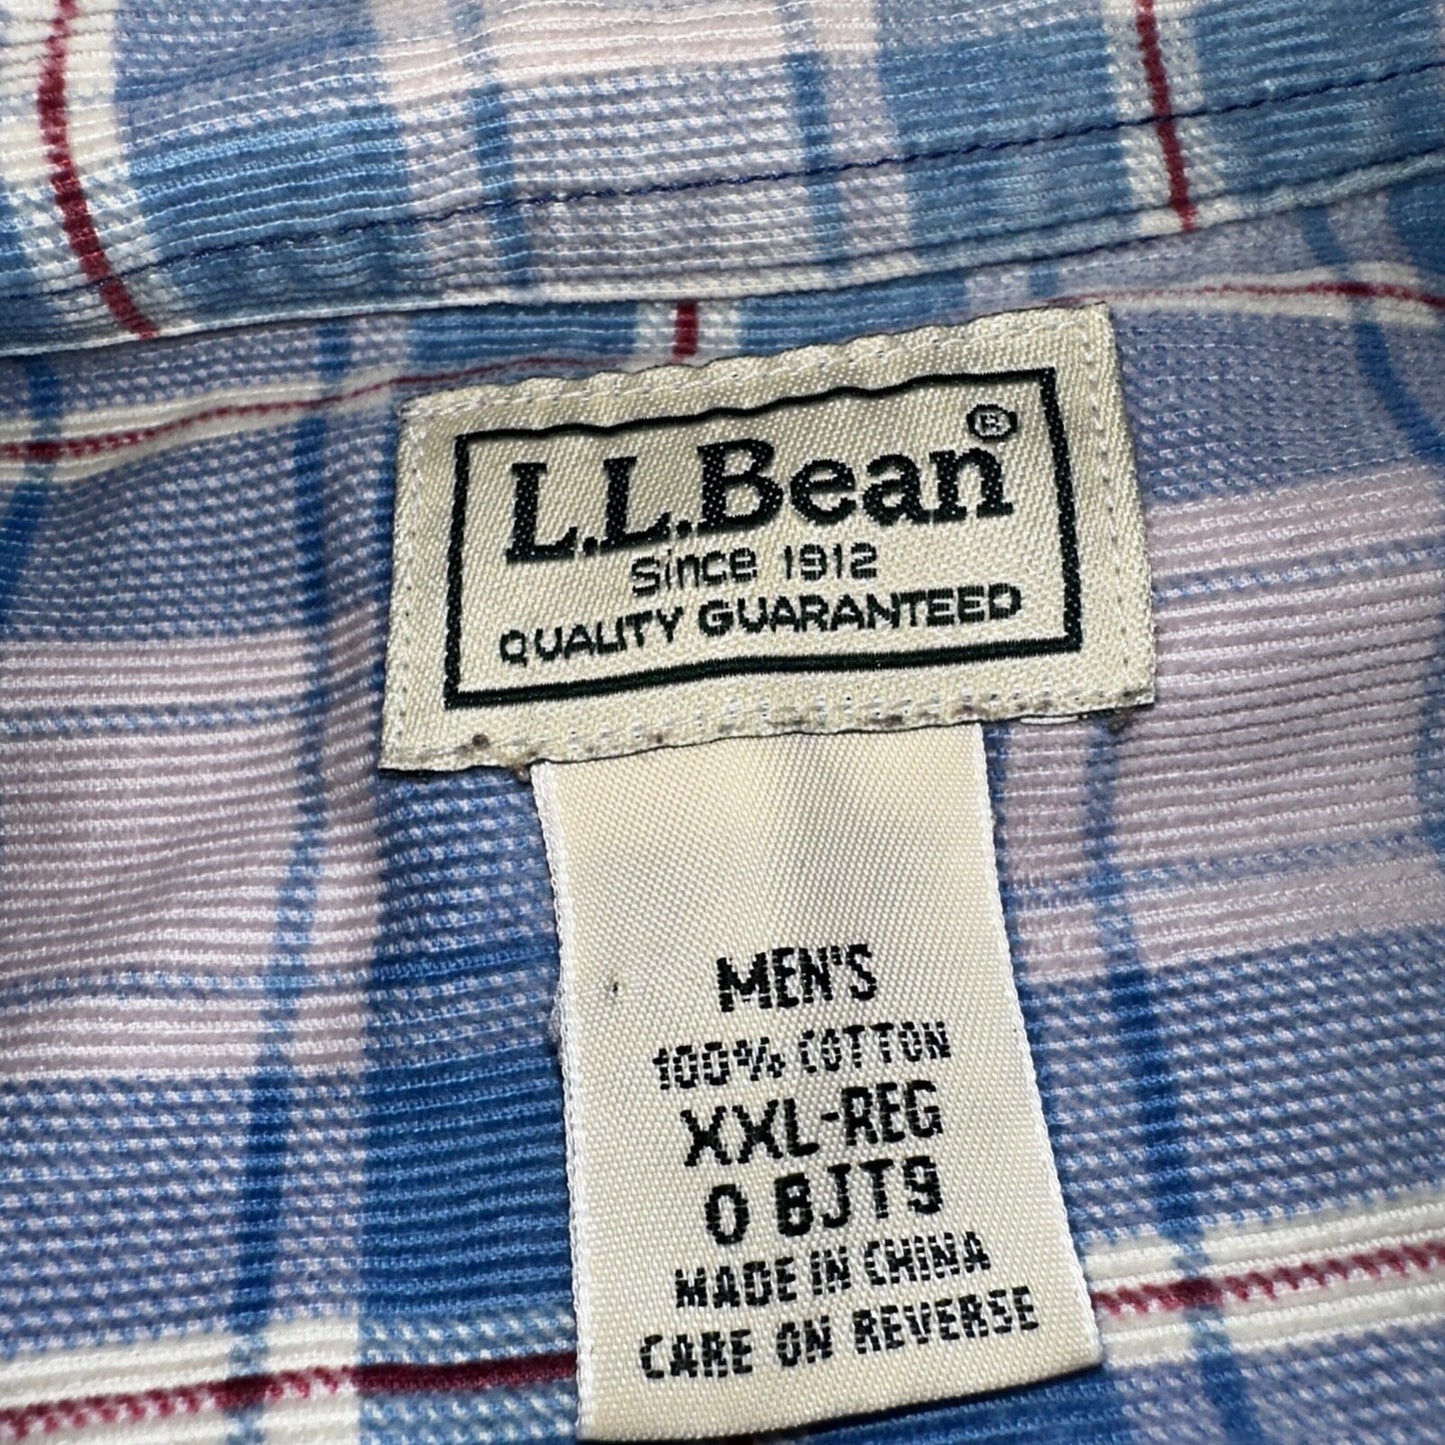 L.L.Bean®
Since 1912
QUALITY GUARANTEED
MEN'S
100% COTTON
XXL-REG
0 BJT9
MADE IN CHINA
CARE ON REVERSE